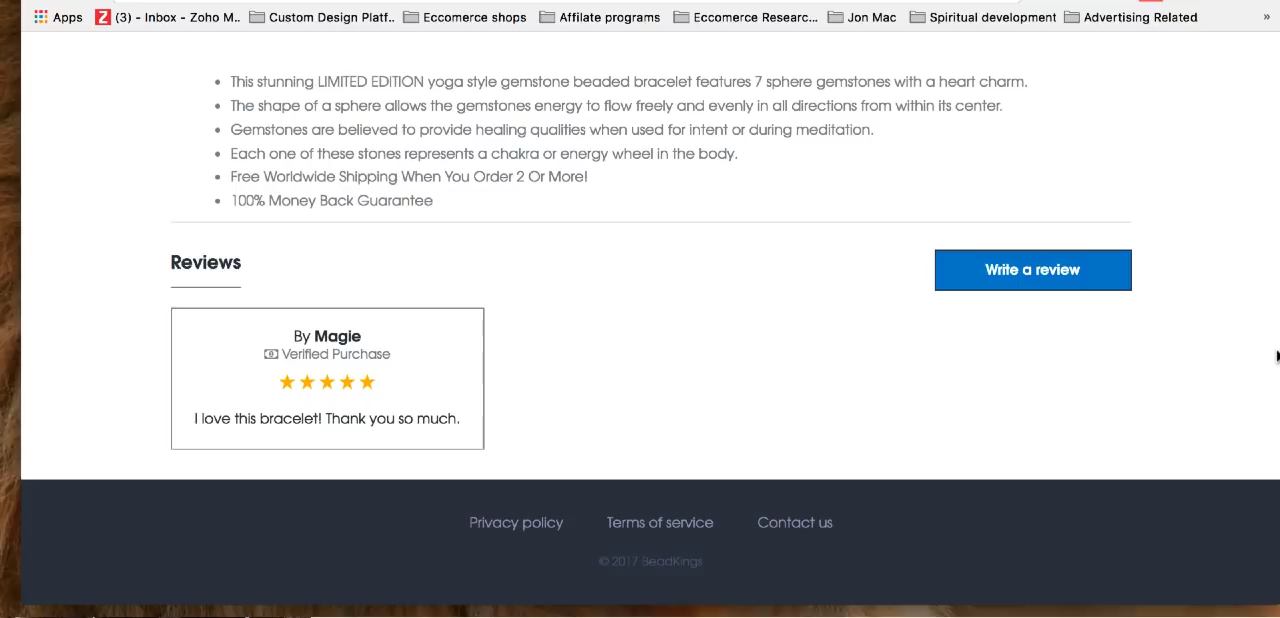 Apps (3) - Inbox - Zoho M.. Custom Design Platf.. Eccomerce shops Affilate programs Eccomerce Researc... Jon Mac Spiritual development Advertising Related »
• This stunning LIMITED EDITION yoga style gemstone beaded bracelet features 7 sphere gemstones with a heart charm.
• The shape of a sphere allows the gemstones energy to flow freely and evenly in all directions from within its center.
• Gemstones are believed to provide healing qualities when used for intent or during meditation.
• Each one of these stones represents a chakra or energy wheel in the body.
• Free Worldwide Shipping When You Order 2 Or More!
• 100% Money Back Guarantee
Reviews
Write a review
By Magie
Verified Purchase
I love this bracelet! Thank you so much.
Privacy policy Terms of service Contact us
© 2017 BeadKings